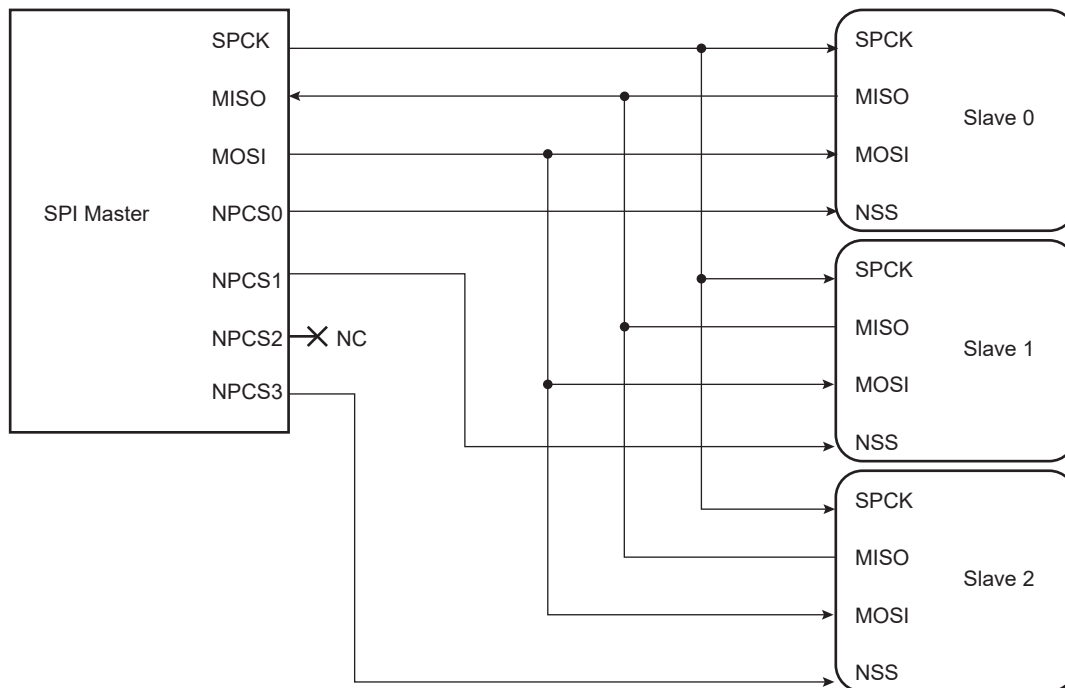 SPCK
MISO
MOSI
SPI Master
NPCS0
NPCS1
NPCS2
NC
NPCS3
SPCK
MISO
Slave 0
MOSI
NSS
SPCK
MISO
Slave 1
MOSI
NSS
SPCK
MISO
Slave 2
MOSI
NSS